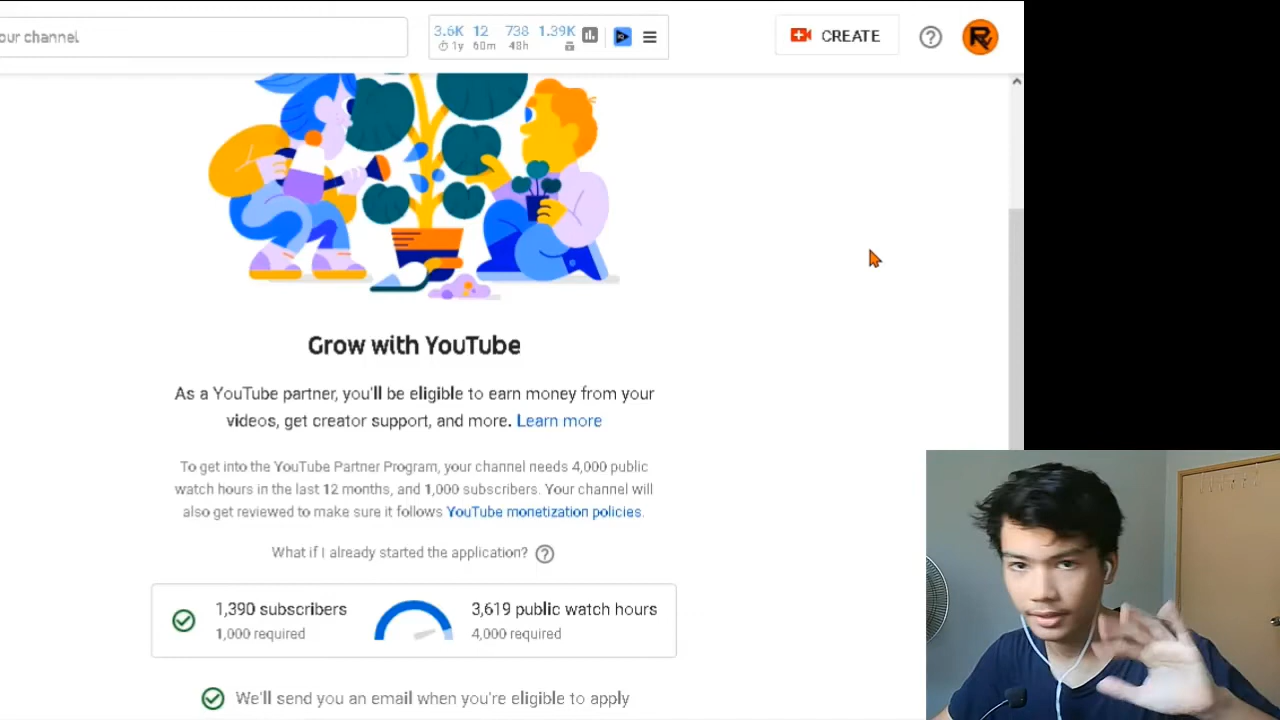 our channel
3.6K 12 738 1.39K
1y 60m 48h
CREATE
Grow with YouTube
As a YouTube partner, you'll be eligible to earn money from your
videos, get creator support, and more. Learn more
To get into the YouTube Partner Program, your channel needs 4,000 public
watch hours in the last 12 months, and 1,000 subscribers. Your channel will
also get reviewed to make sure it follows YouTube monetization policies.
What if I already started the application?
1,390 subscribers
1,000 required
3,619 public watch hours
4,000 required
We'll send you an email when you're eligible to apply